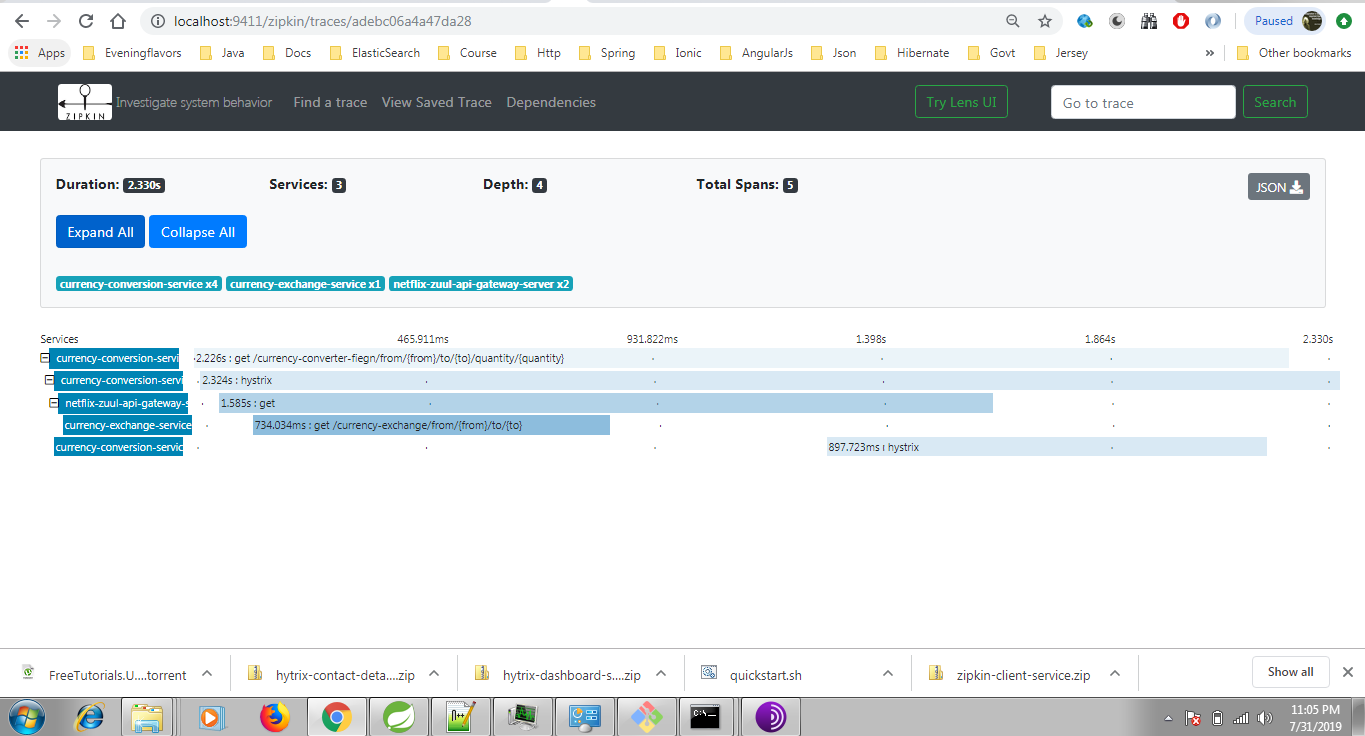 localhost:9411/zipkin/traces/adebc06a4a47da28
Paused
Apps Eveningflavors Java Docs ElasticSearch Course Http Spring Ionic AngularJs Json Hibernate Govt Jersey » Other bookmarks
ZIPKIN Investigate system behavior Find a trace View Saved Trace Dependencies Try Lens UI Go to trace Search
Duration: 2.330s Services: 3 Depth: 4 Total Spans: 5 JSON
Expand All Collapse All
currency-conversion-service x4 currency-exchange-service x1 netflix-zuul-api-gateway-server x2
Services 465.911ms 931.822ms 1.398s 1.864s 2.330s
currency-conversion-servi 2.226s : get /currency-converter-fiegn/from/{from}/to/{to}/quantity/{quantity}
currency-conversion-servi 2.324s : hystrix
netflix-zuul-api-gateway-s 1.585s : get
currency-exchange-service 734.034ms : get /currency-exchange/from/{from}/to/{to}
currency-conversion-servic 897.723ms : hystrix
FreeTutorials.U....torrent hytrix-contact-deta....zip hytrix-dashboard-s....zip quickstart.sh zipkin-client-service.zip Show all
11:05 PM
7/31/2019